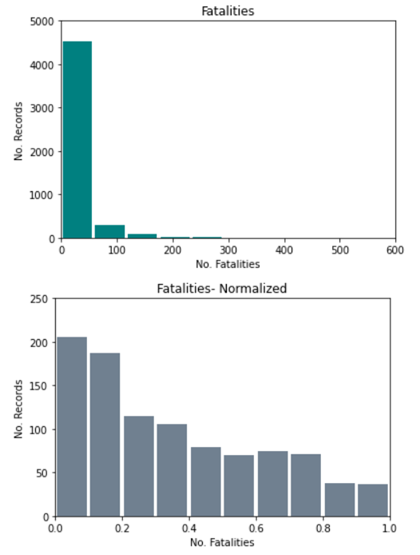 Fatalities
5000
4000
3000
2000
1000
0
No. Records
0 100 200 300 400 500 600
No. Fatalities
Fatalities- Normalized
250
200
150
100
50
0
No. Records
0.0 0.2 0.4 0.6 0.8 1.0
No. Fatalities